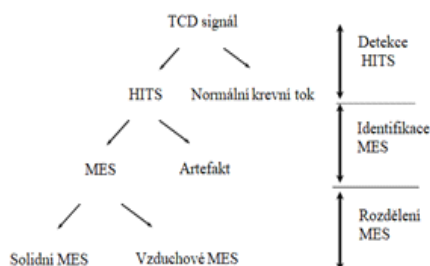 TCD signál
Detekce
HITS
HITS
Normální krevní tok
Identifikace
MES
MES
Artefakt
Rozdělení
MES
Solidní MES
Vzduchové MES